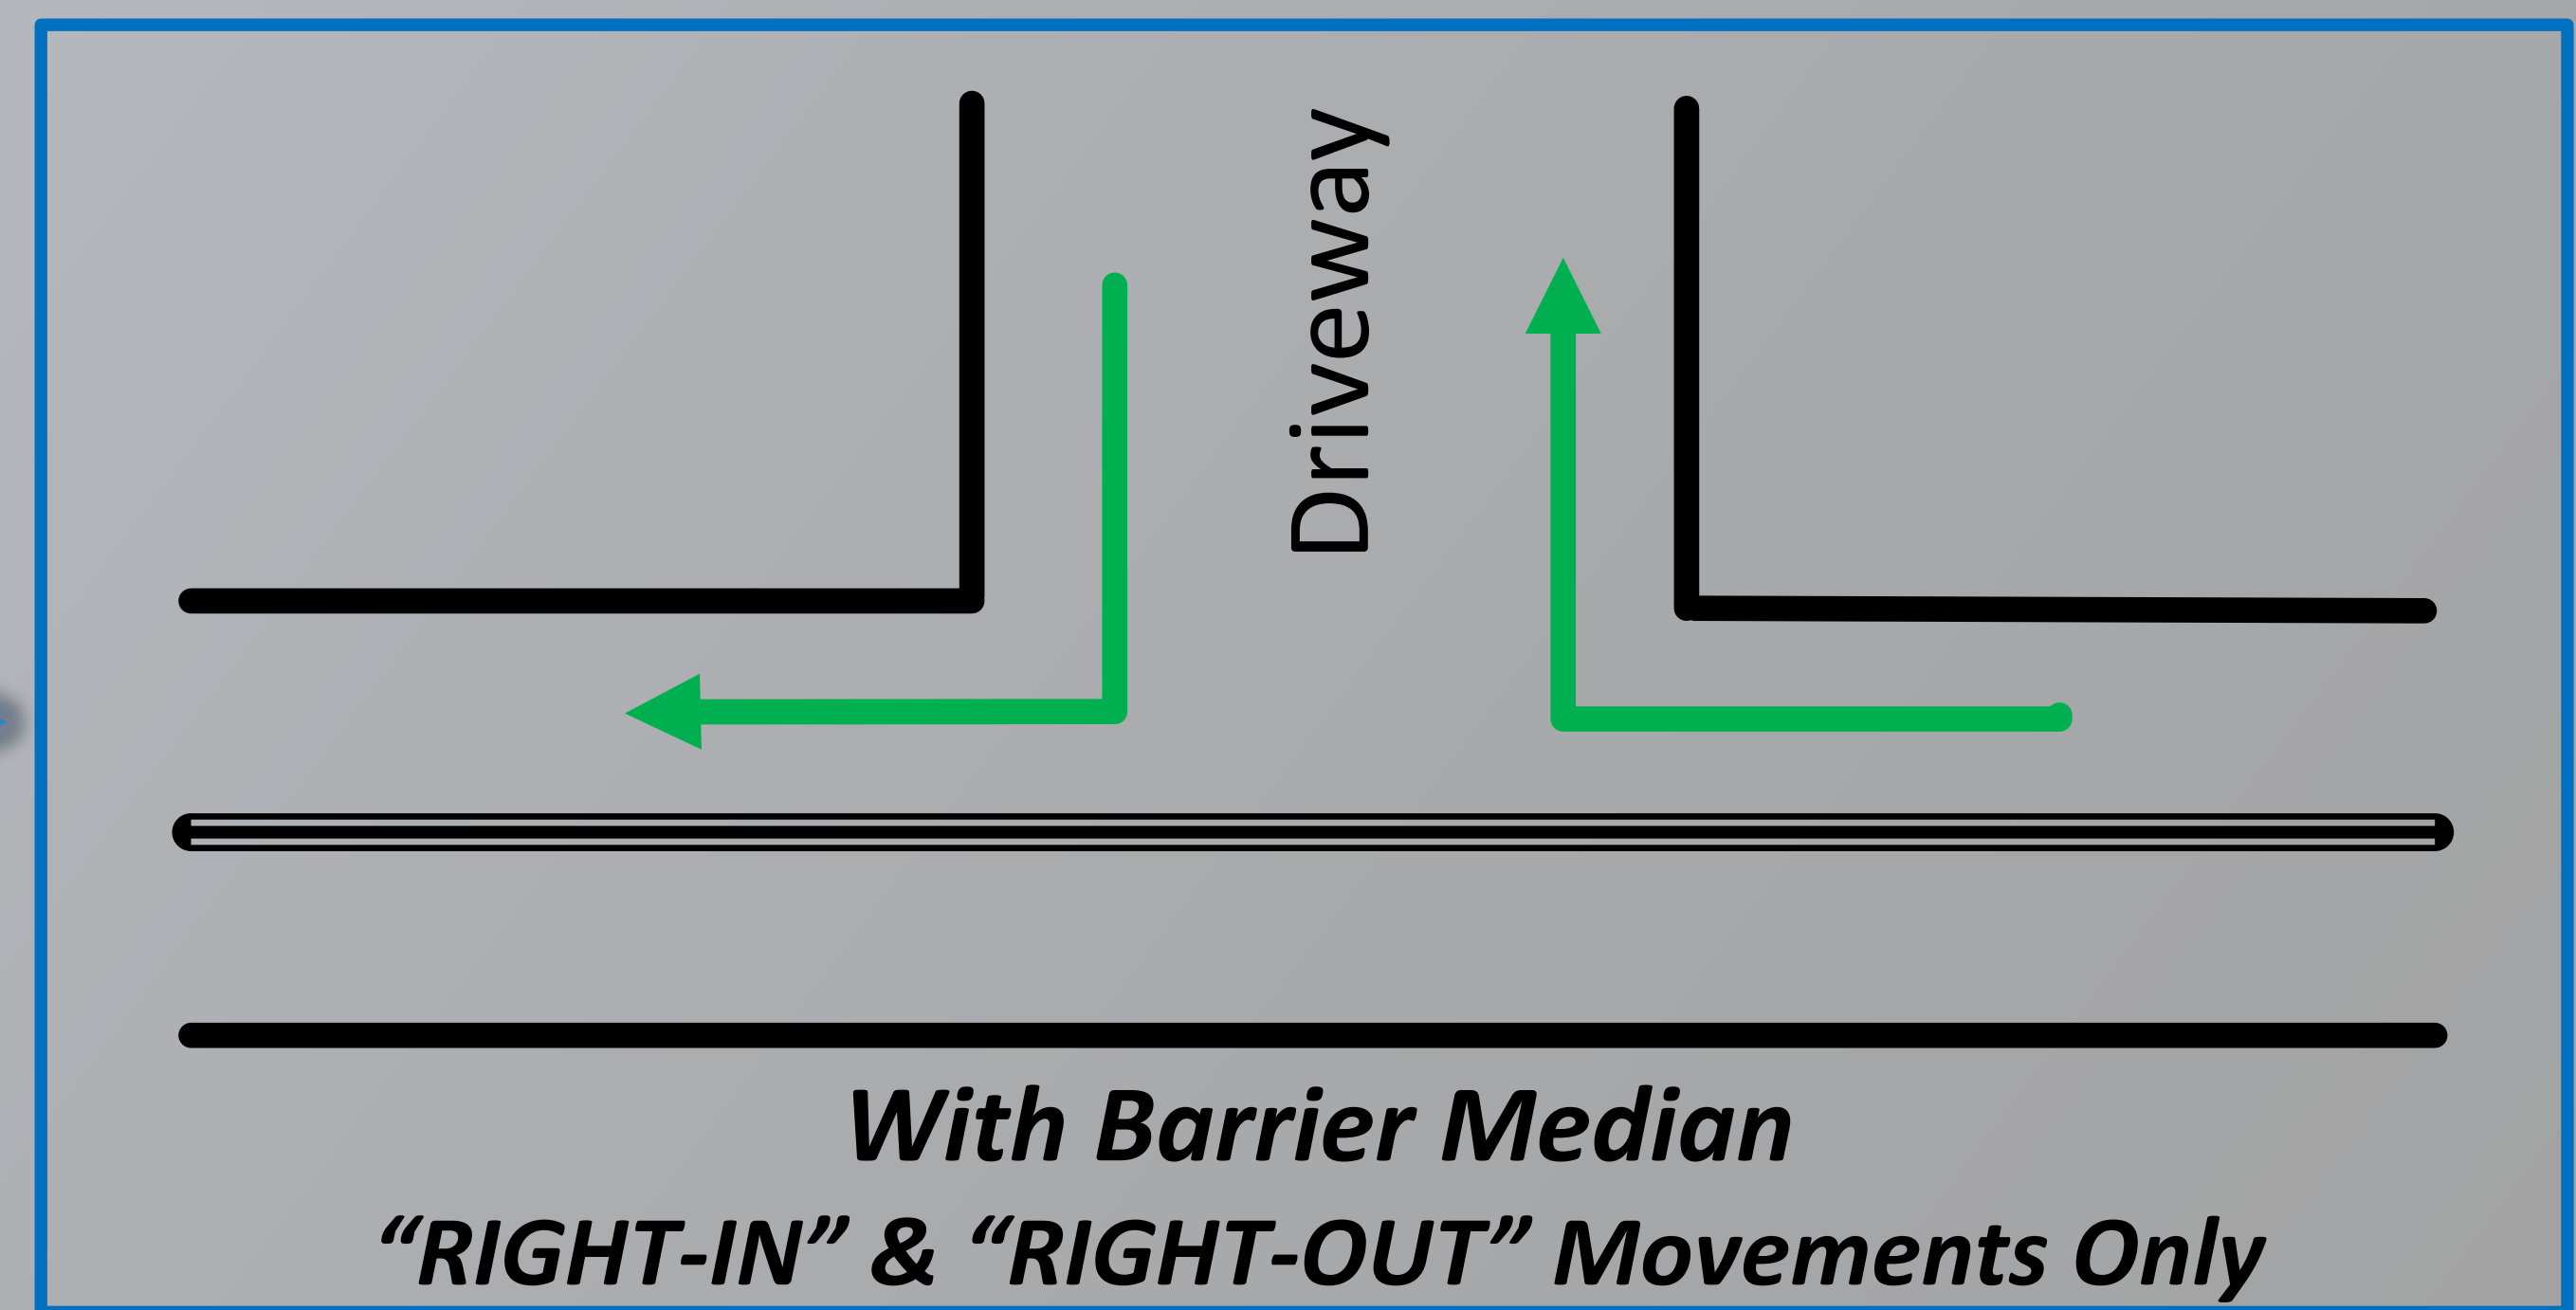 Driveway
With Barrier Median
“RIGHT-IN” & “RIGHT-OUT” Movements Only